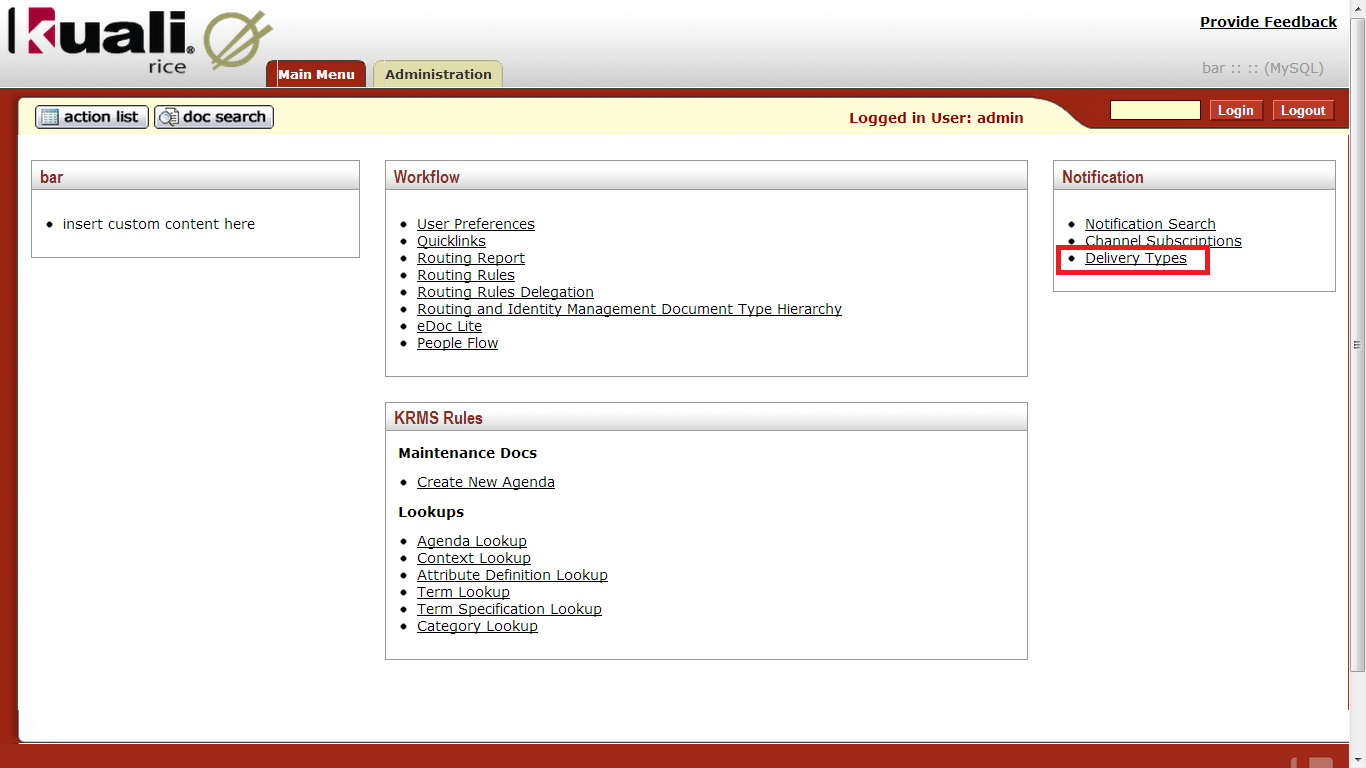 kuali®
rice
Provide Feedback
Main Menu
Administration
bar :: :: (MySQL)
action list
doc search
Logged in User: admin
Login
Logout
bar
insert custom content here
Workflow
User Preferences
Quicklinks
Routing Report
Routing Rules
Routing Rules Delegation
Routing and Identity Management Document Type Hierarchy
eDoc Lite
People Flow
KRMS Rules
Maintenance Docs
Create New Agenda
Lookups
Agenda Lookup
Context Lookup
Attribute Definition Lookup
Term Lookup
Term Specification Lookup
Category Lookup
Notification
Notification Search
Channel Subscriptions
Delivery Types